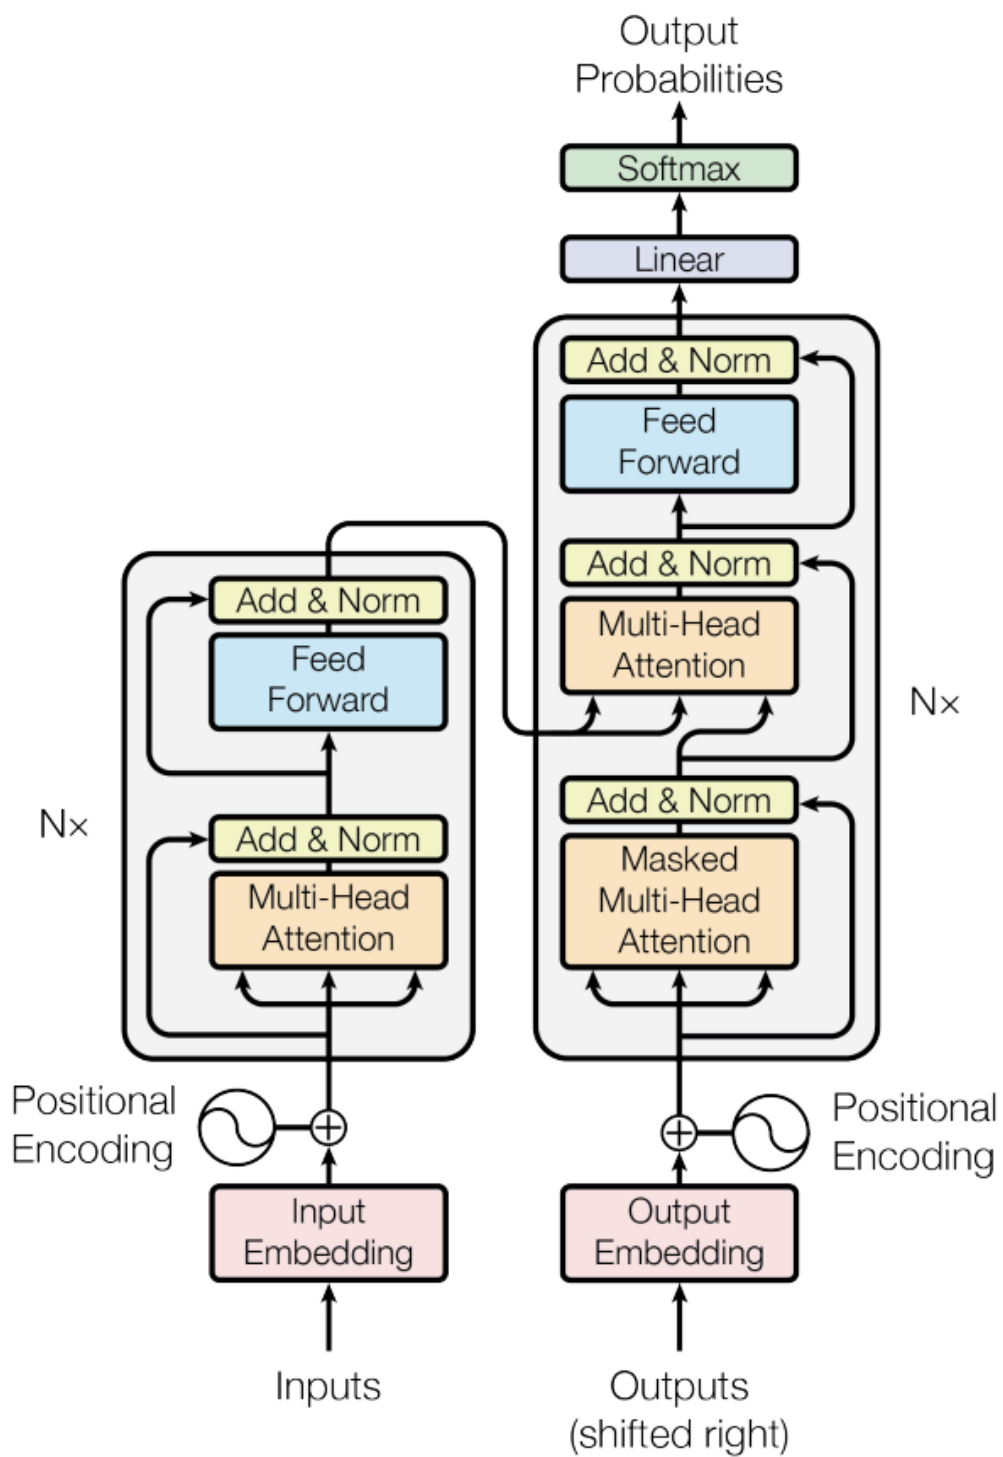 Output
Probabilities
Softmax
Linear
Add & Norm
Feed
Forward
Add & Norm
Multi-Head
Attention
Nx
Add & Norm
Masked
Multi-Head
Attention
Add & Norm
Feed
Forward
Nx
Add & Norm
Multi-Head
Attention
Positional
Encoding
Positional
Encoding
Input
Embedding
Output
Embedding
Inputs
Outputs
(shifted right)